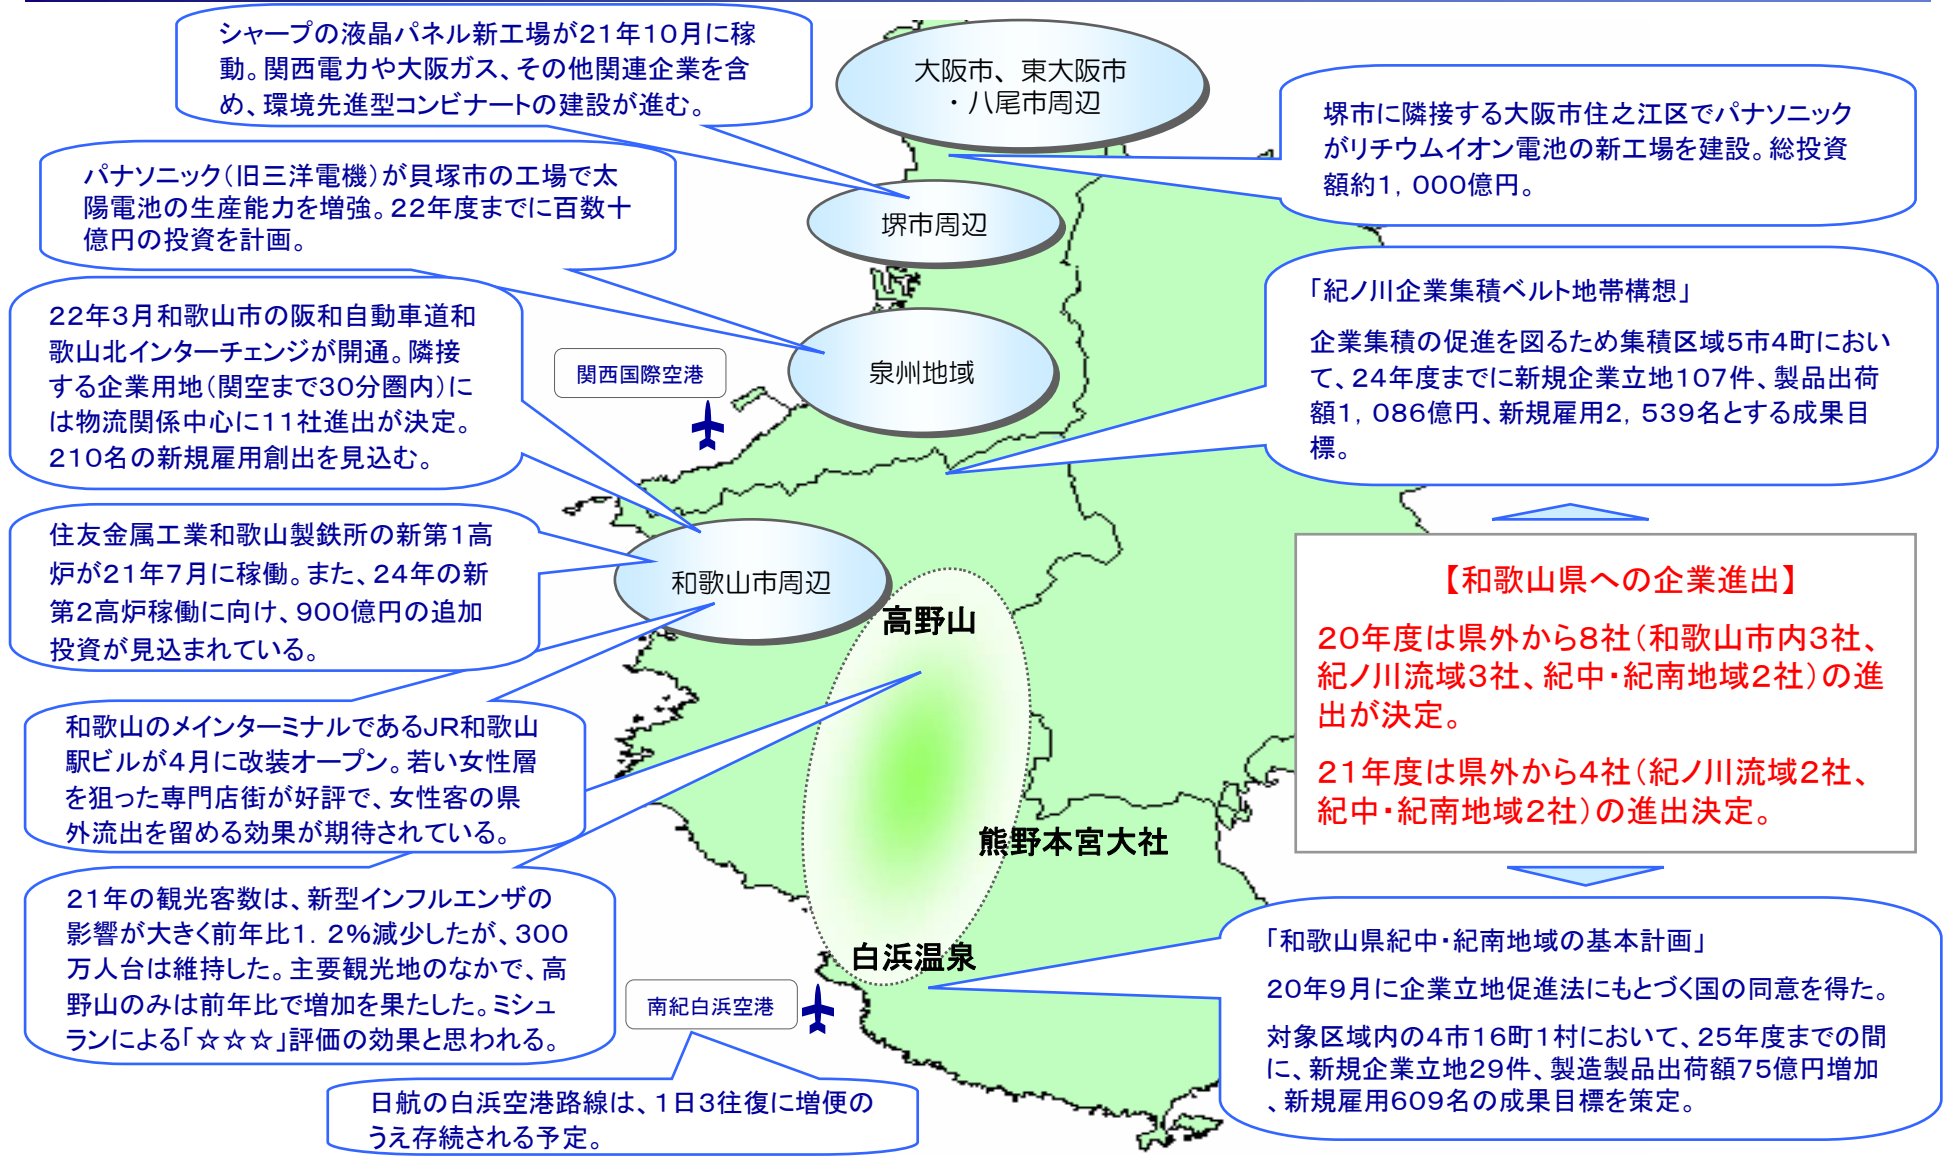 シャープの液晶パネル新工場が21年10月に稼
動。関西電力や大阪ガス、その他関連企業を含
め、環境先進型コンビナートの建設が進む。
大阪市、東大阪市
・八尾市周辺
堺市に隣接する大阪市住之江区でパナソニック
がリチウムイオン電池の新工場を建設。総投資
額約1，000億円。
パナソニック（旧三洋電機）が貝塚市の工場で太
陽電池の生産能力を増強。22年度までに百数十
億円の投資を計画。
堺市周辺
「紀ノ川企業集積ベルト地帯構想」
企業集積の促進を図るため集積区域5市4町におい
て、24年度までに新規企業立地107件、製品出荷
額1，086億円、新規雇用2，539名とする成果目
標。
22年3月和歌山市の阪和自動車道和
歌山北インターチェンジが開通。隣接
する企業用地（関空まで30分圏内）に
は物流関係中心に11社進出が決定。
210名の新規雇用創出を見込む。
関西国際空港
泉州地域
住友金属工業和歌山製鉄所の新第1高
炉が21年7月に稼働。また、24年の新
第2高炉稼働に向け、900億円の追加
投資が見込まれている。
和歌山市周辺
高野山
【和歌山県への企業進出】
20年度は県外から8社（和歌山市内3社、
紀ノ川流域3社、紀中・紀南地域2社）の進
出が決定。
21年度は県外から4社（紀ノ川流域2社、
紀中・紀南地域2社）の進出決定。
和歌山のメインターミナルであるJR和歌山
駅ビルが4月に改装オープン。若い女性層
を狙った専門店街が好評で、女性客の県
外流出を留める効果が期待されている。
熊野本宮大社
21年の観光客数は、新型インフルエンザの
影響が大きく前年比1．2％減少したが、300
万人台は維持した。主要観光地のなかで、高
野山のみは前年比で増加を果たした。ミシュ
ランによる「☆☆☆」評価の効果と思われる。
白浜温泉
南紀白浜空港
「和歌山県紀中・紀南地域の基本計画」
20年9月に企業立地促進法にもとづく国の同意を得た。
対象区域内の4市16町1村において、25年度までの間
に、新規企業立地29件、製造製品出荷額75億円増加
、新規雇用609名の成果目標を策定。
日航の白浜空港路線は、1日3往復に増便の
うえ存続される予定。